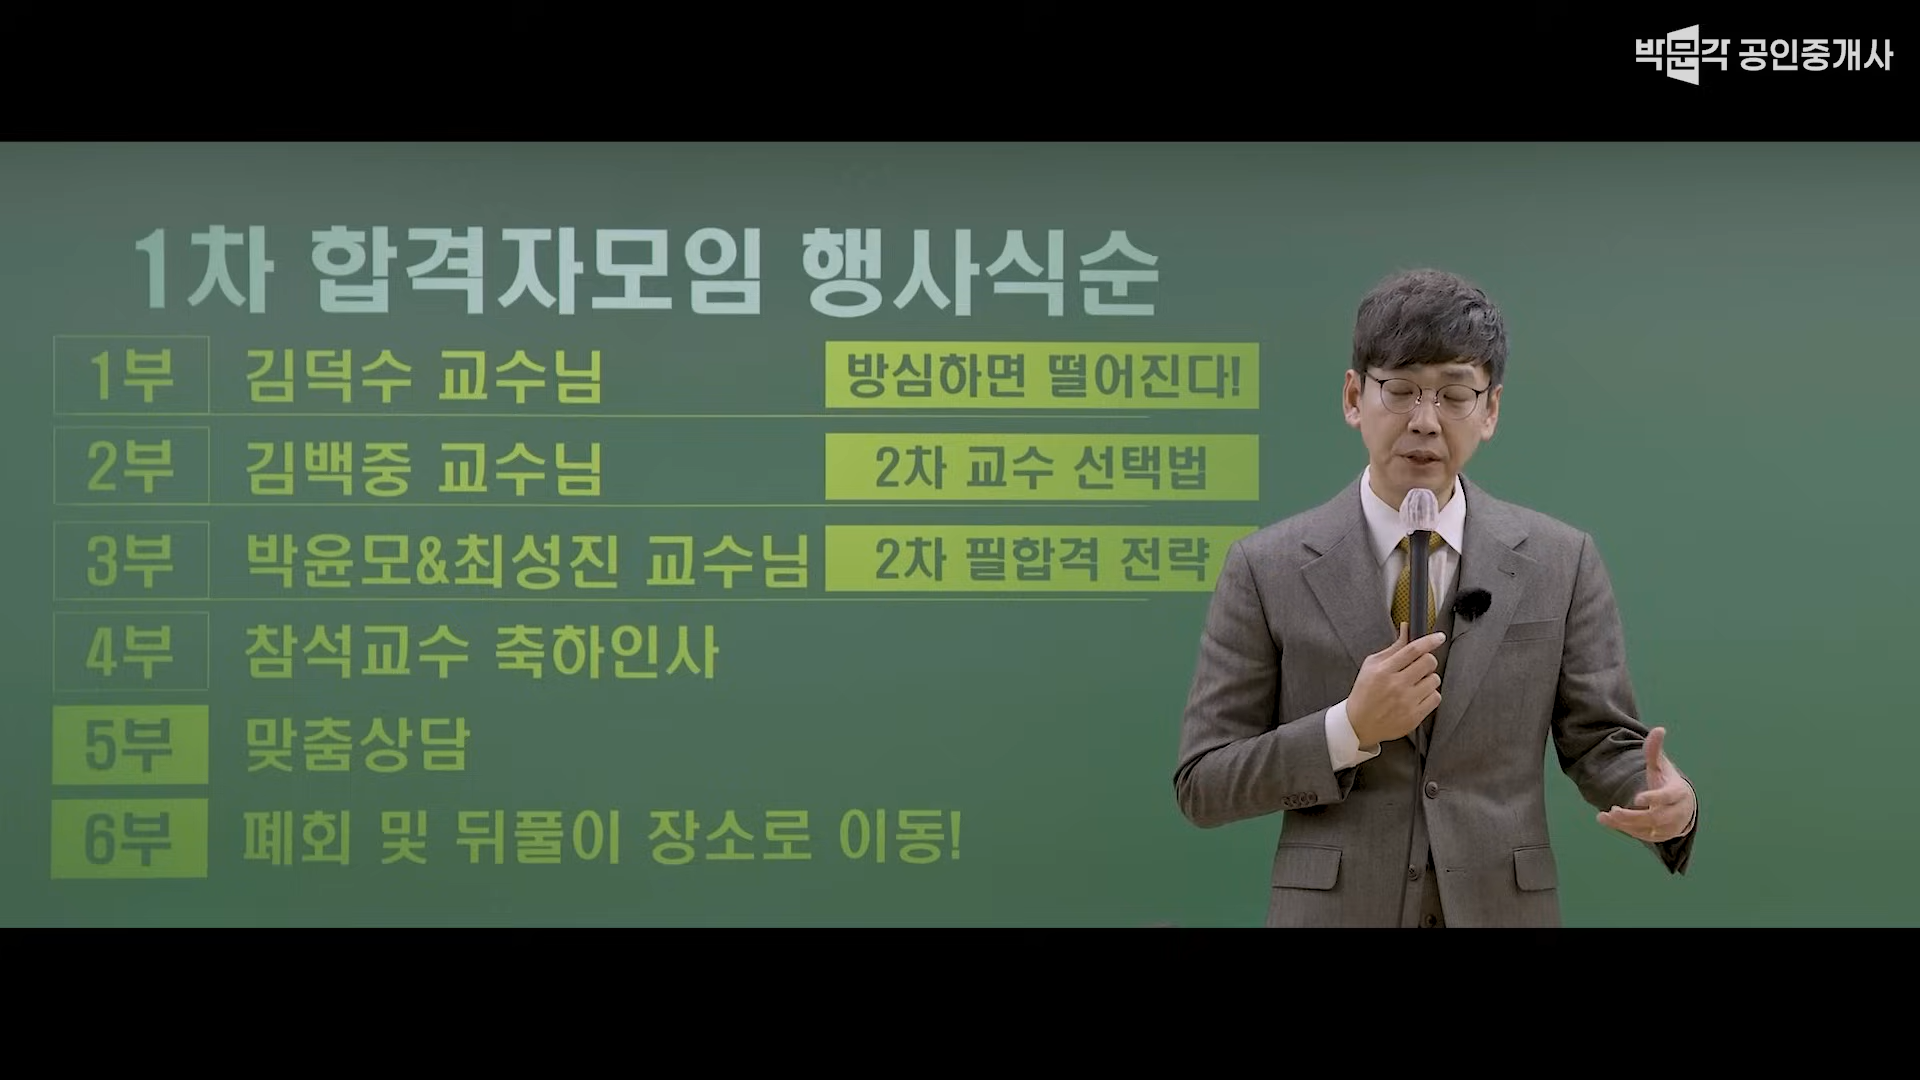 박문각 공인중개사
1차 합격자모임 행사식순
1부 김덕수 교수님 방심하면 떨어진다!
2부 김백중 교수님 2차 교수 선택법
3부 박윤모&최성진 교수님 2차 필합격 전략
4부 참석교수 축하인사
5부 맞춤상담
6부 폐회 및 뒤풀이 장소로 이동!